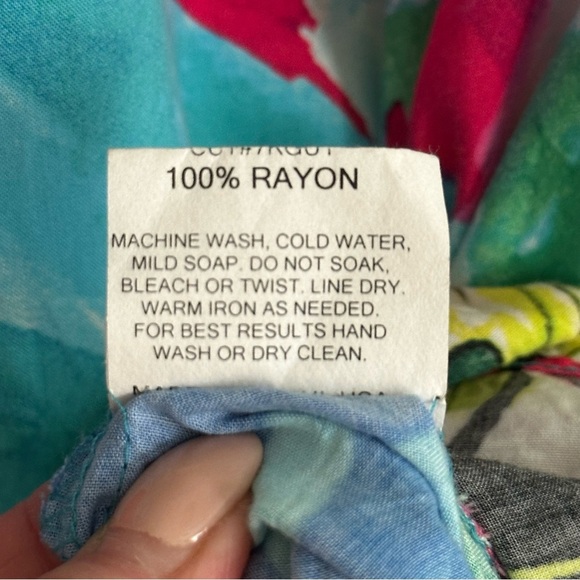 100% RAYON
MACHINE WASH, COLD WATER,
MILD SOAP. DO NOT SOAK,
BLEACH OR TWIST. LINE DRY.
WARM IRON AS NEEDED.
FOR BEST RESULTS HAND
WASH OR DRY CLEAN.